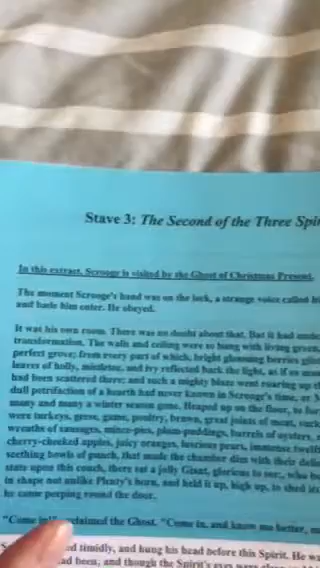 Stave 3: The Second of the Three Spi
In this extract, Scrooge is visited by the Ghost of Christmas Present.
The moment Scrooge's hand was on the lock, a strange voice called
and bade him enter. He obeyed.
It was his own room. There was no doubt about that. But it had
transformation. The walls and ceiling were so hung with living green,
perfect grove; from every part of which, bright gleaming berries
leaves of holly, mistletoe, and ivy reflected back the light, as if so
had been scattered there; and such a mighty blaze went roaring up
dull petrification of a hearth had never known in Scrooge's time, or
many and many a winter season gone. Heaped up on the floor, to
were turkeys, geese, game, poultry, brawn, great joints of meat,
wreaths of sausages, mince-pies, plum-puddings, barrels of oysters,
cherry-cheeked apples, juicy oranges, luscious pears, immense
seething bowls of punch, that made the chamber dim with their
state upon this couch, there sat a jolly Giant, glorious to see; who
in shape not unlike Plenty's horn, and held it up, high up, to shed
he came peeping round the door.
"Come in!" exclaimed the Ghost. "Come in, and know me better,
timidly, and hung his head before this Spirit. He
had been; and though the Spirit's eyes were